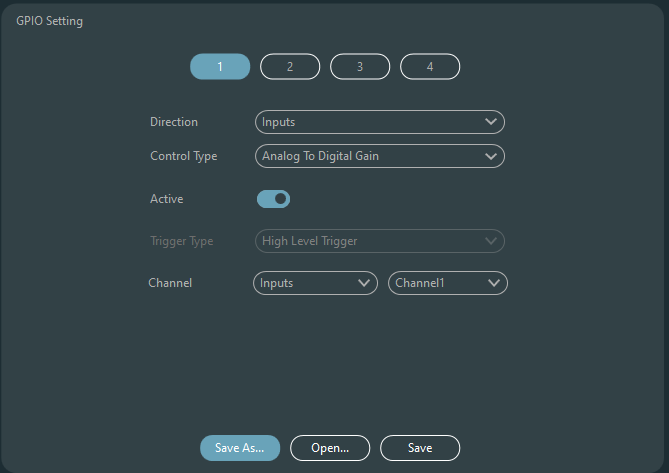 GPIO Setting
1 2 3 4
Direction Inputs
Control Type Analog To Digital Gain
Active
Trigger Type High Level Trigger
Channel Inputs Channel1
Save As... Open... Save